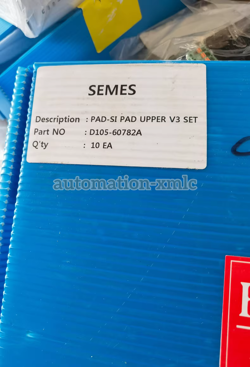 SEMES
Description : PAD-SI PAD UPPER V3 SET
Part NO : D105-60782A
Q'ty : 10 EA
automation-xmlc